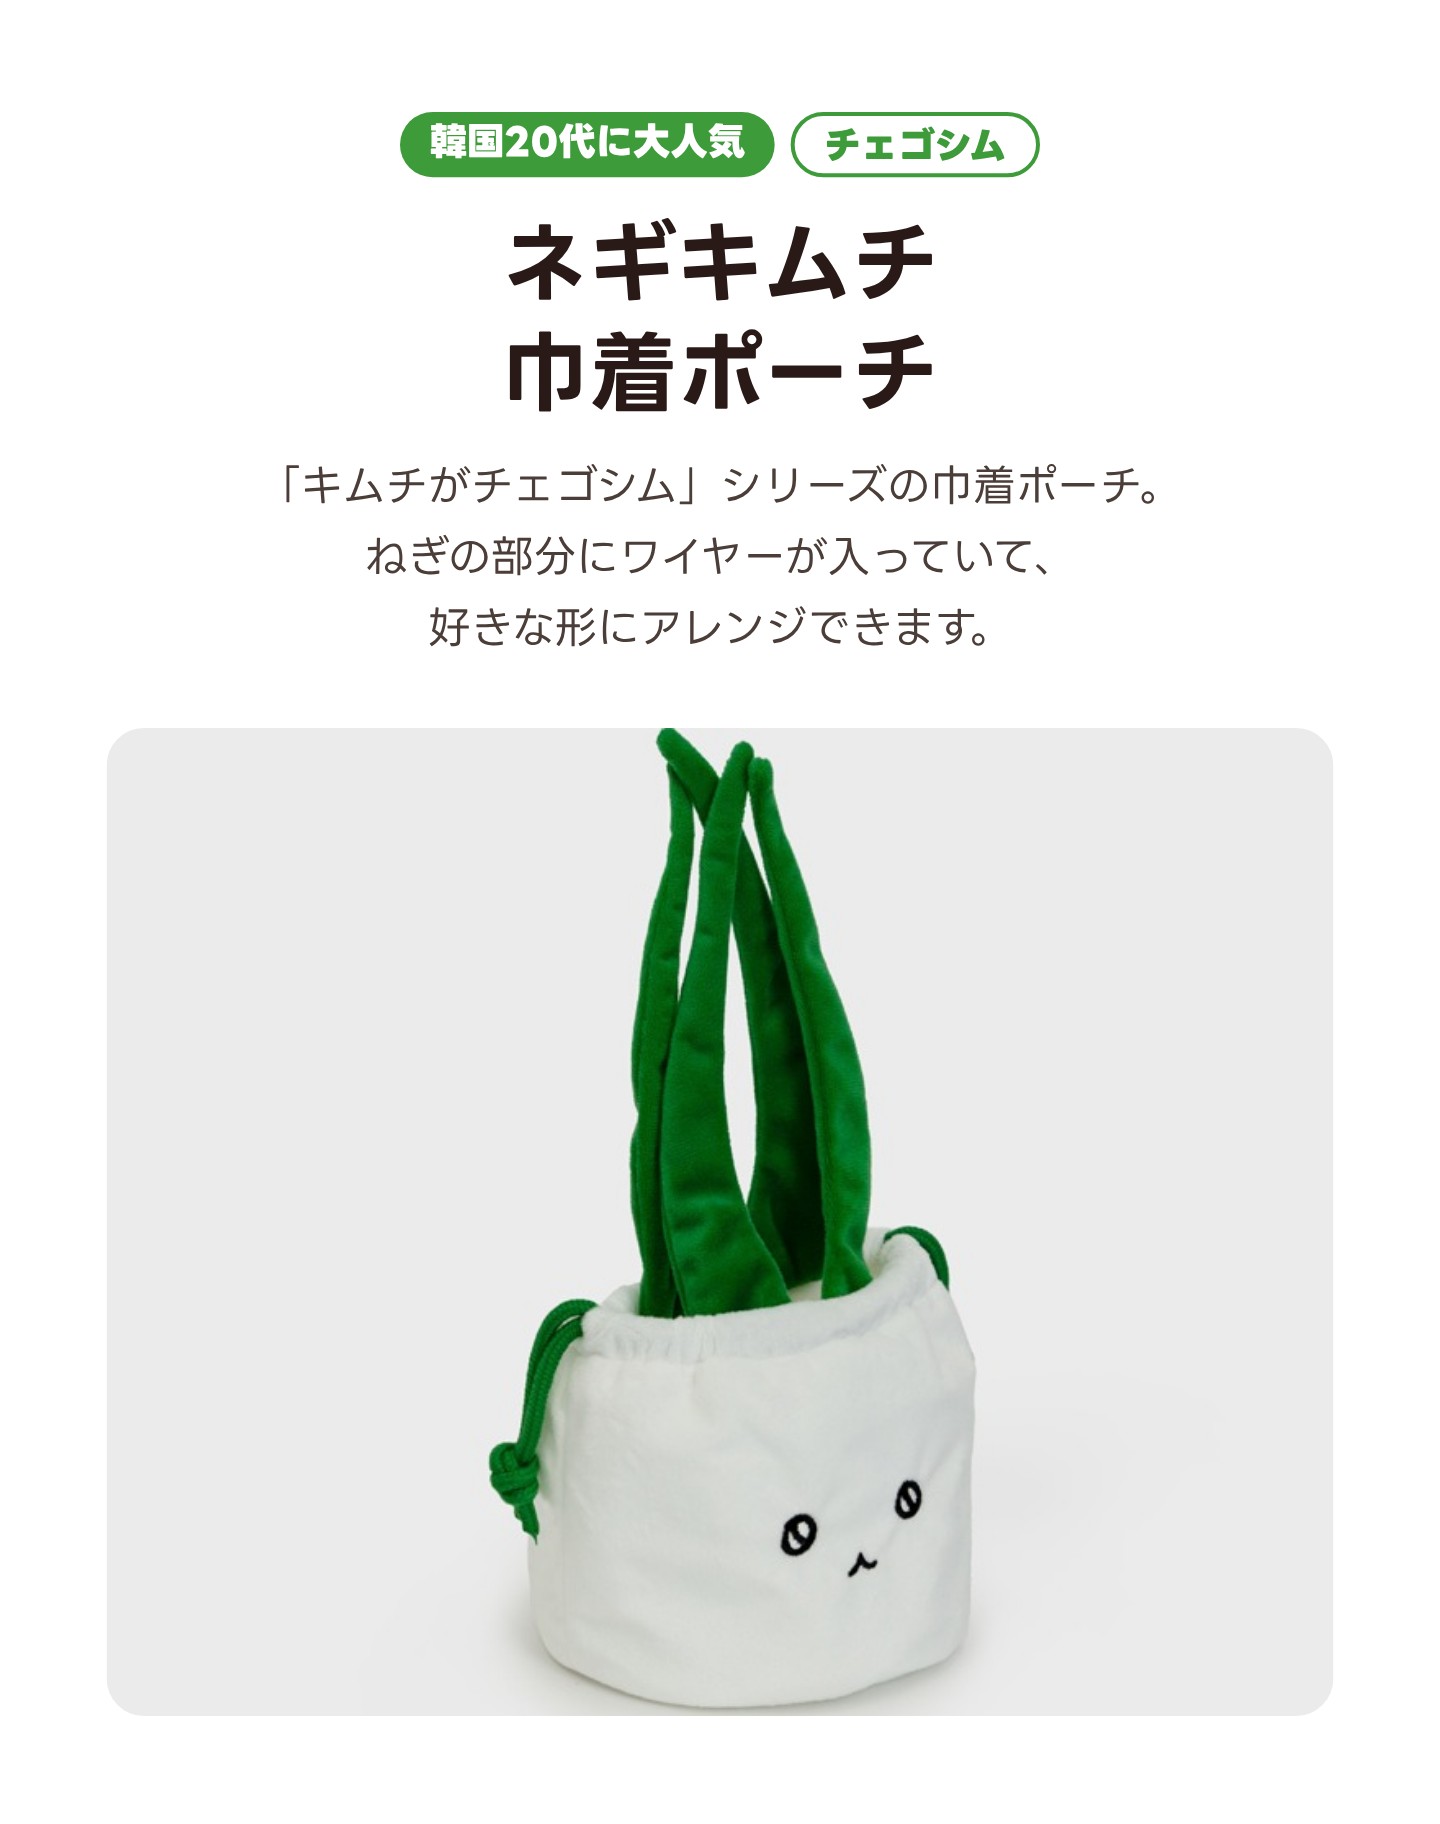 韓国20代に大人気
チェゴシム
ネギキムチ
巾着ポーチ
「キムチがチェゴシム」シリーズの巾着ポーチ。
ねぎの部分にワイヤーが入っていて、
好きな形にアレンジできます。